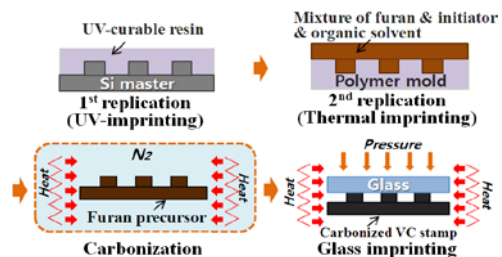 UV-curable resin
Si master
1st replication
(UV-imprinting)
Mixture of furan & initiator
& organic solvent
Polymer mold
2nd replication
(Thermal imprinting)
N2
Heat
Heat
Furan precursor
Carbonization
Pressure
Heat
Heat
Glass
Carbonized VC stamp
Glass imprinting